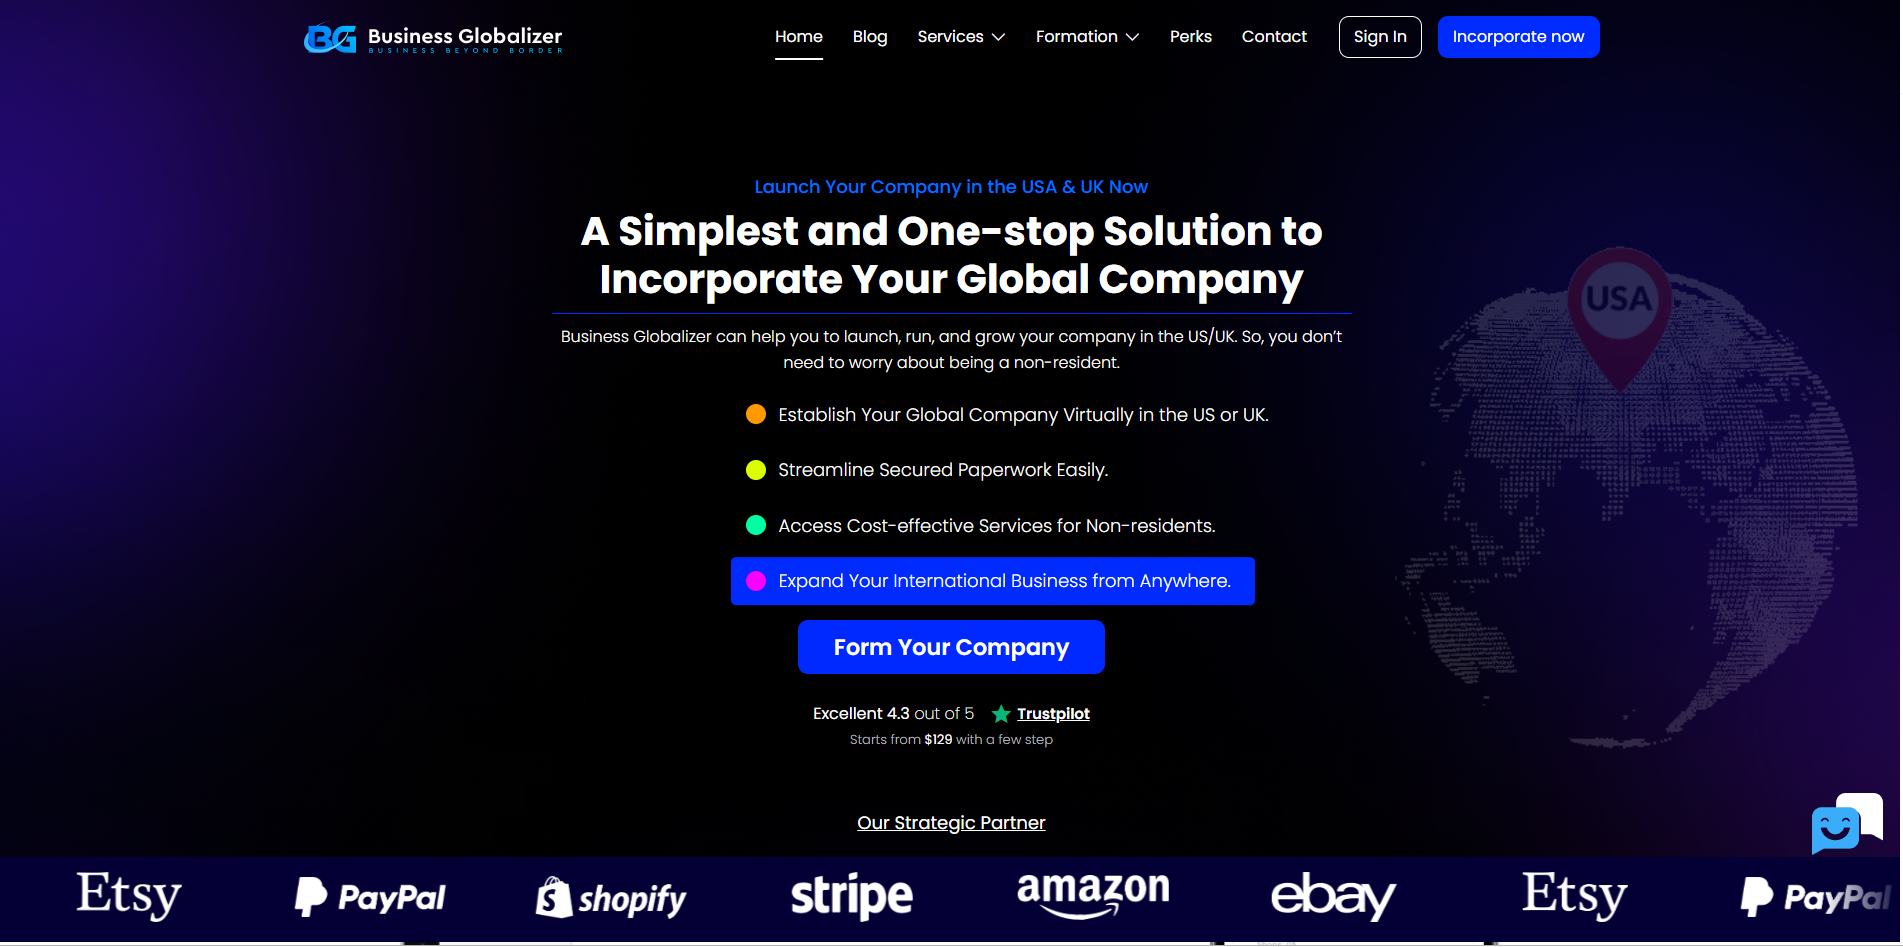 BG Business Globalizer
BUSINESS BEYOND BORDER
Home Blog Services Formation Perks Contact Sign In Incorporate now
Launch Your Company in the USA & UK Now
A Simplest and One-stop Solution to
Incorporate Your Global Company
Business Globalizer can help you to launch, run, and grow your company in the US/UK. So, you don’t
need to worry about being a non-resident.
USA
Establish Your Global Company Virtually in the US or UK.
Streamline Secured Paperwork Easily.
Access Cost-effective Services for Non-residents.
Expand Your International Business from Anywhere.
Form Your Company
Excellent 4.3 out of 5 Trustpilot
Starts from $129 with a few step
Our Strategic Partner
Etsy PayPal shopify stripe amazon ebay Etsy PayPal